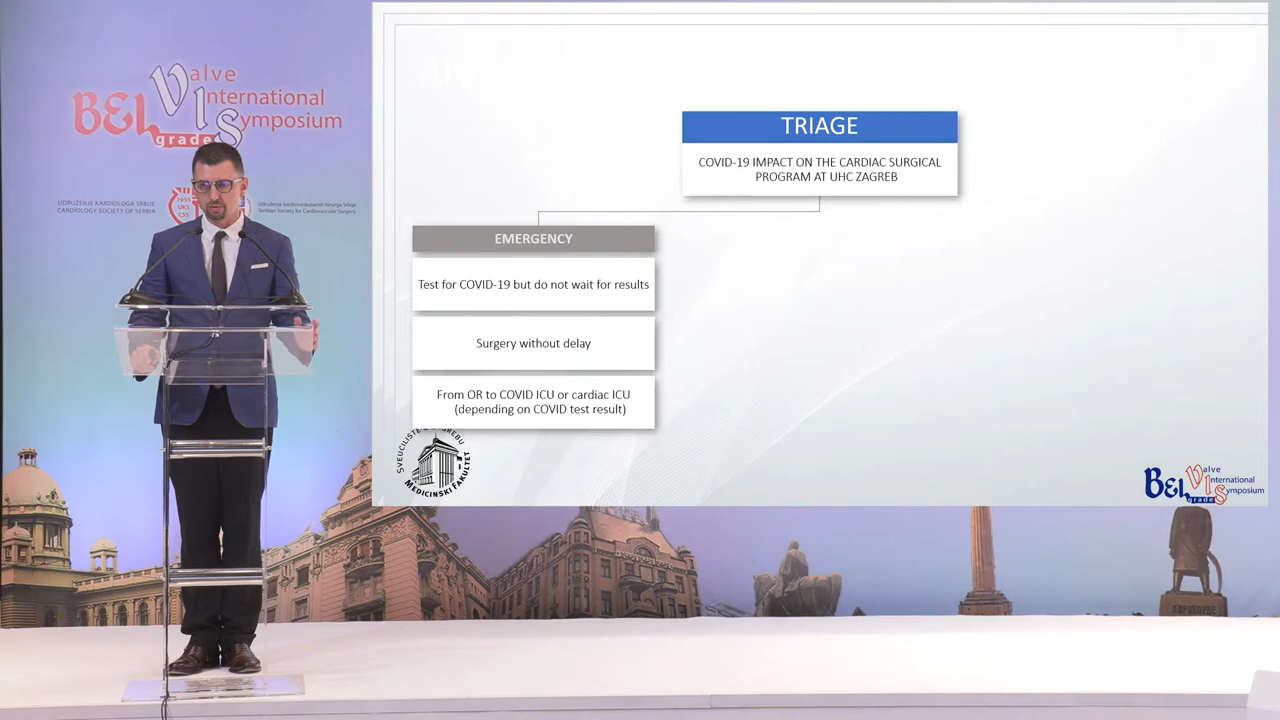 Valve
BEL International
grade Symposium
1955
UKS
CSS
UDRUŽENJE KARDIOLOGA SRBIJE
CARDIOLOGY SOCIETY OF SERBIA
Udruženje kardiovaskularnih hirurga Srbije
Serbian Society for Cardiovascular Surgery
TRIAGE
COVID-19 IMPACT ON THE CARDIAC SURGICAL
PROGRAM AT UHC ZAGREB
EMERGENCY
Test for COVID-19 but do not wait for results
Surgery without delay
From OR to COVID ICU or cardiac ICU
(depending on COVID test result)
MEDICINSKI FAKULTET
Valve
BEL International
grade Symposium